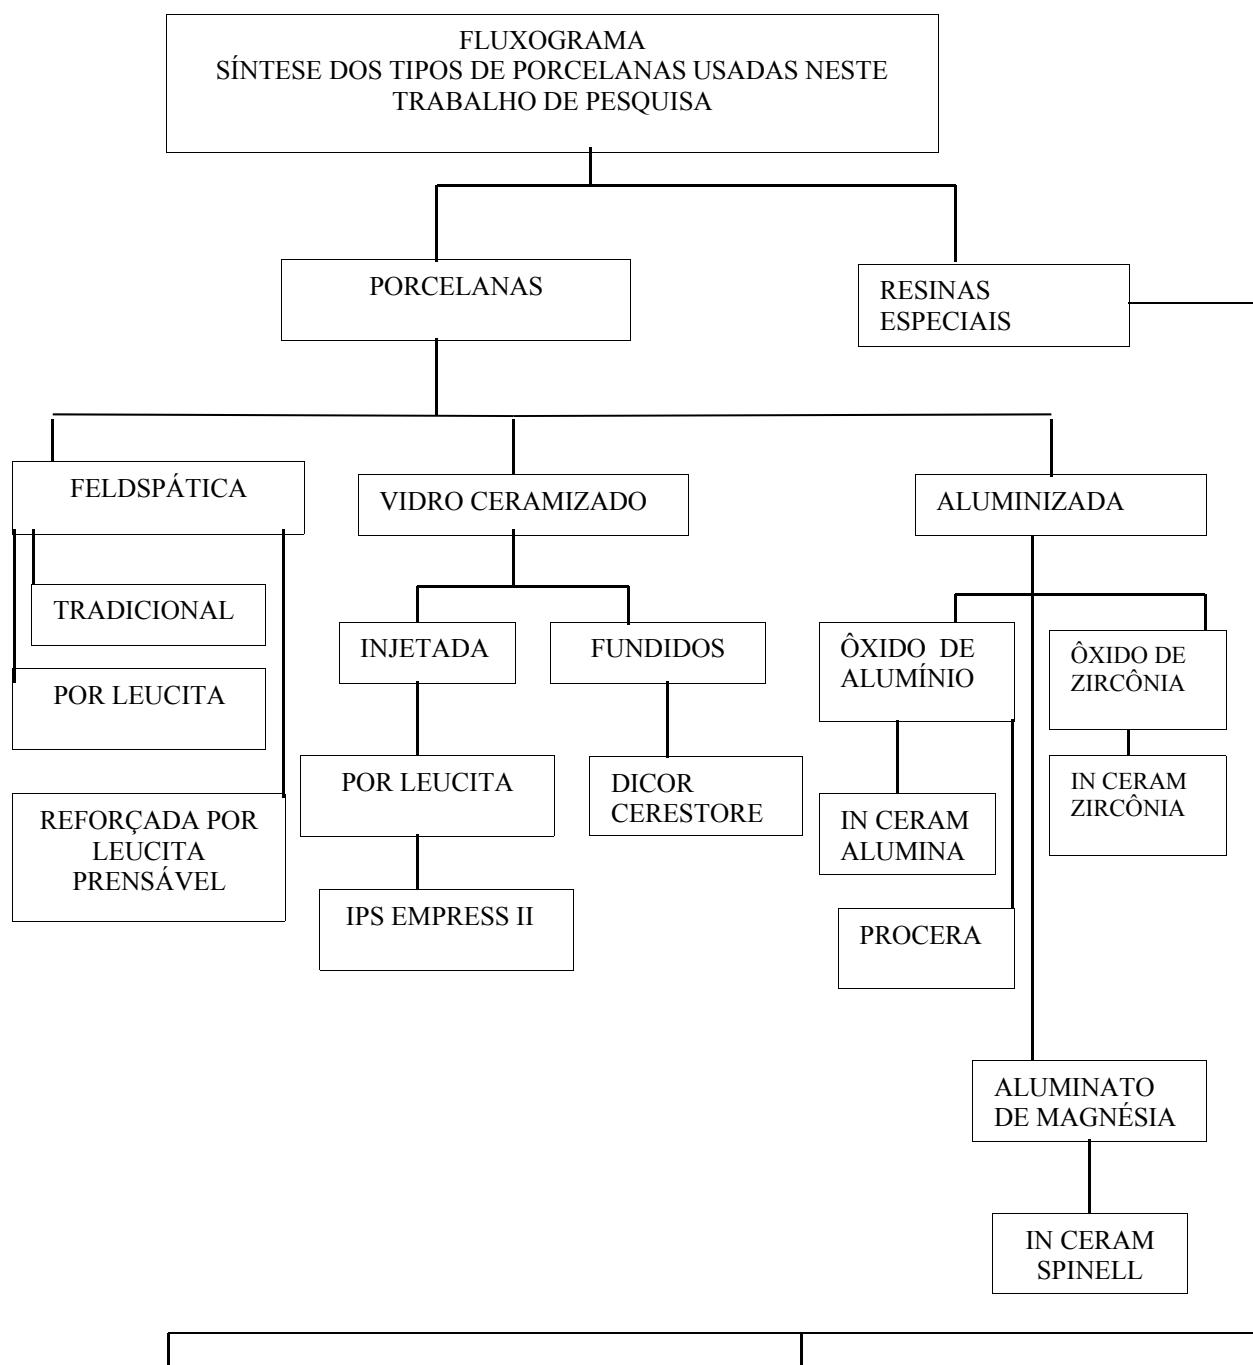 FLUXOGRAMA
SÍNTESE DOS TIPOS DE PORCELANAS USADAS NESTE
TRABALHO DE PESQUISA
PORCELANAS
RESINAS
ESPECIAIS
FELDSPÁTICA
VIDRO CERAMIZADO
ALUMINIZADA
TRADICIONAL
POR LEUCITA
REFORÇADA POR
LEUCITA
PRENSÁVEL
INJETADA
FUNDIDOS
POR LEUCITA
DICOR
CERESTORE
IPS EMPRESS II
ÔXIDO DE
ALUMÍNIO
ÔXIDO DE
ZIRCÔNIA
IN CERAM
ALUMINA
IN CERAM
ZIRCÔNIA
PROCERA
ALUMINATO
DE MAGNÉSIA
IN CERAM
SPINELL